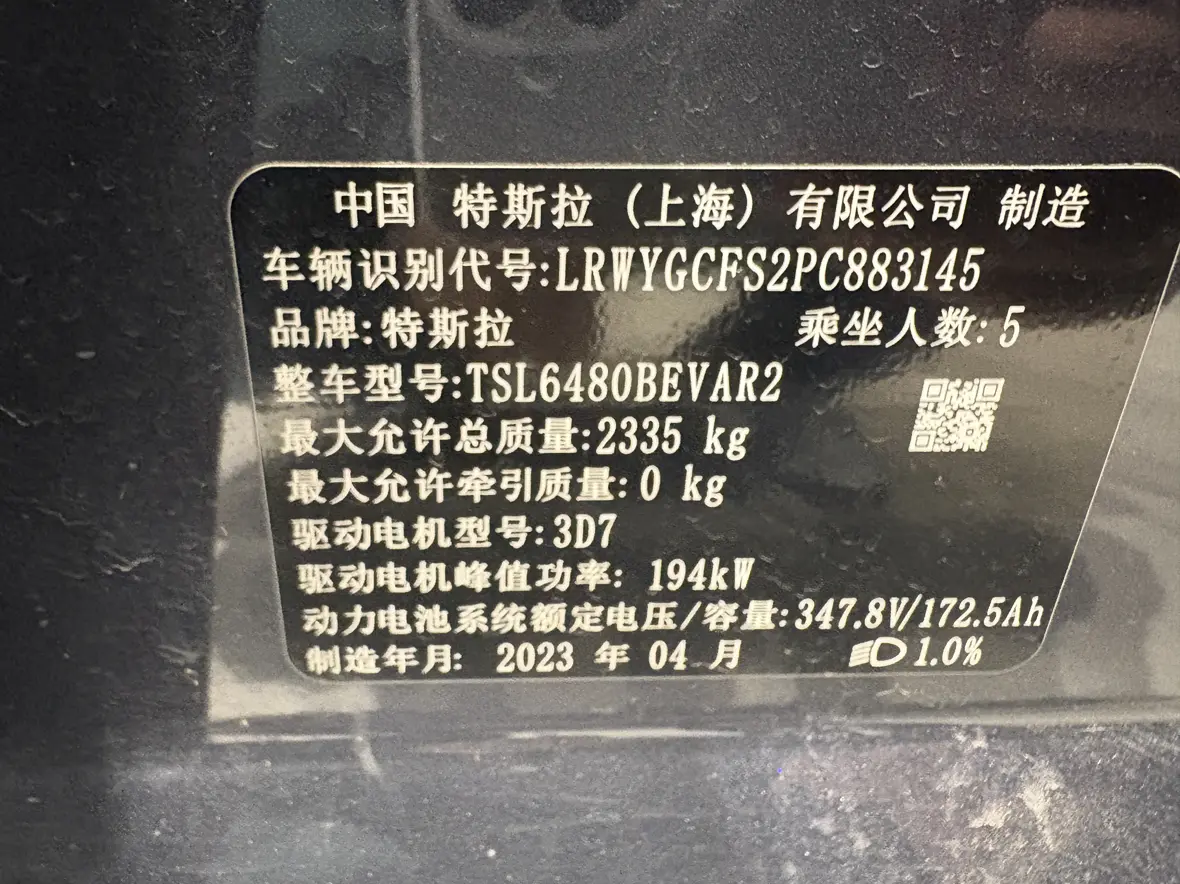 中国 特斯拉（上海）有限公司 制造
车辆识别代号:LRWYGCFS2PC883145
品牌:特斯拉 乘坐人数:5
整车型号:TSL6480BEVAR2
最大允许总质量:2335 kg
最大允许牵引质量:0 kg
驱动电机型号:3D7
驱动电机峰值功率: 194kW
动力电池系统额定电压/容量:347.8V/172.5Ah
制造年月: 2023 年 04 月 1.0%